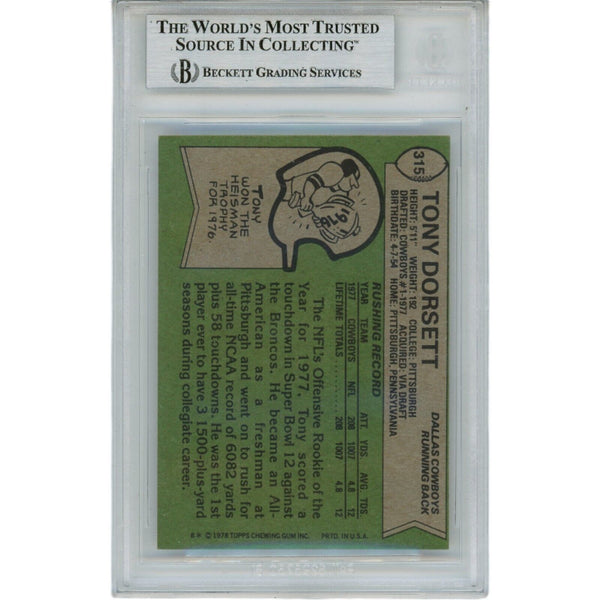 THE WORLD'S MOST TRUSTED
SOURCE IN COLLECTING™
B BECKETT GRADING SERVICES
315
TONY DORSETT
DALLAS COWBOYS
RUNNING BACK
HEIGHT: 5'11" WEIGHT: 192 COLLEGE: PITTSBURGH
DRAFTED: COWBOYS #1-1977 ACQUIRED: VIA DRAFT
BIRTHDATE: 4-7-54 HOME: PITTSBURGH, PENNSYLVANIA
RUSHING RECORD
YEAR TEAM ATT. YDS. AVG. TDS.
1977 COWBOYS NFL 208 1007 4.8 12
LIFETIME TOTALS 208 1007 4.8 12
1976
TONY
WON THE
HEISMAN
TROPHY
FOR 1976
The NFL's Offensive Rookie of the
Year for 1977, Tony scored a
touchdown in Super Bowl 12 against
the Broncos. He became an All-
American as a freshman at
Pittsburgh and went on to rush for
all-time NCAA record of 6082 yards
plus 58 touchdowns. He was the 1st
player ever to have 3 1500-plus-yard
seasons during collegiate career.
8* © 1978 TOPPS CHEWING GUM INC. PRTD. IN U.S.A.